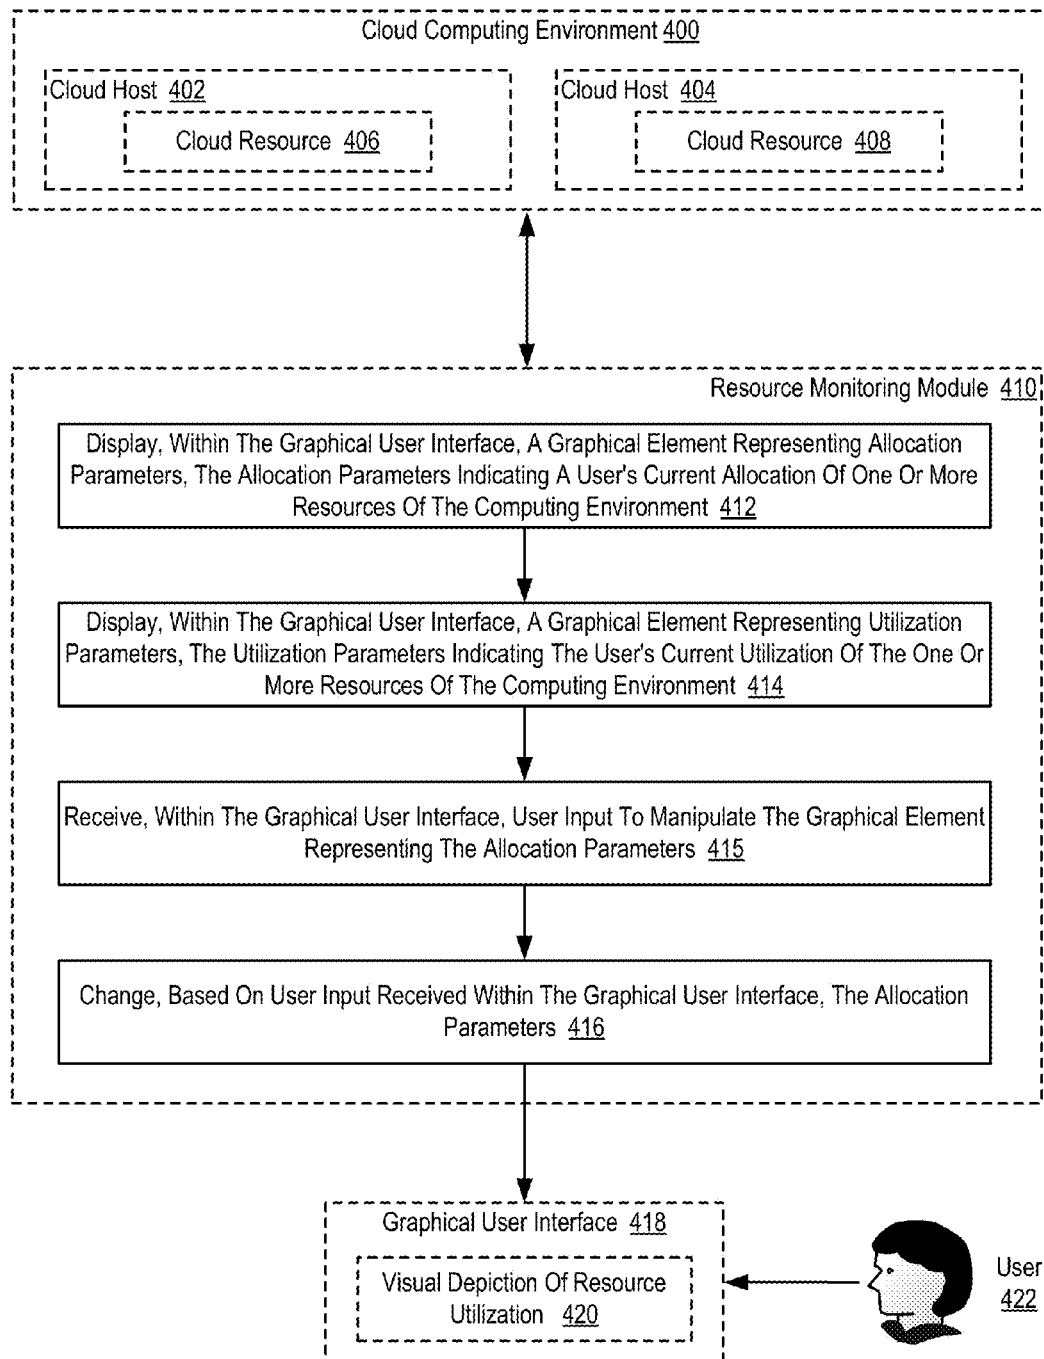 Cloud Computing Environment 400
Cloud Host 402
Cloud Resource 406
Cloud Host 404
Cloud Resource 408
Resource Monitoring Module 410
Display, Within The Graphical User Interface, A Graphical Element Representing Allocation
Parameters, The Allocation Parameters Indicating A User's Current Allocation Of One Or More
Resources Of The Computing Environment 412
Display, Within The Graphical User Interface, A Graphical Element Representing Utilization
Parameters, The Utilization Parameters Indicating The User's Current Utilization Of The One Or
More Resources Of The Computing Environment 414
Receive, Within The Graphical User Interface, User Input To Manipulate The Graphical Element
Representing The Allocation Parameters 415
Change, Based On User Input Received Within The Graphical User Interface, The Allocation
Parameters 416
Graphical User Interface 418
Visual Depiction Of Resource
Utilization 420
User
422